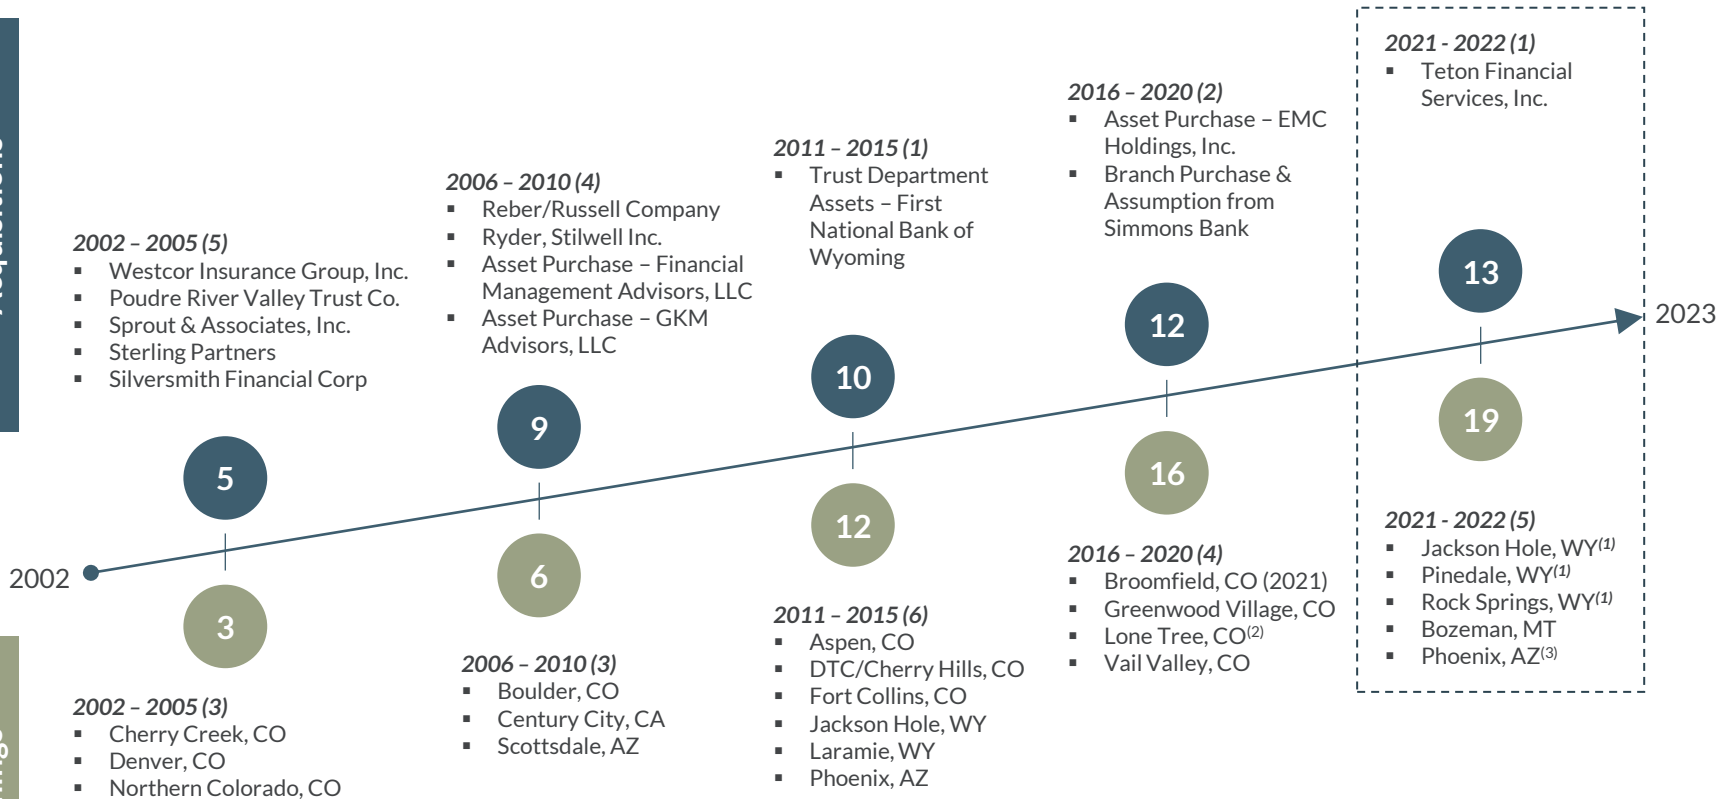 2021 - 2022 (1)
▪ Teton Financial
Services, Inc.
2016 – 2020 (2)
▪ Asset Purchase – EMC
Holdings, Inc.
▪ Branch Purchase &
Assumption from
Simmons Bank
2011 – 2015 (1)
▪ Trust Department
Assets – First
National Bank of
Wyoming
2006 – 2010 (4)
▪ Reber/Russell Company
▪ Ryder, Stilwell Inc.
▪ Asset Purchase – Financial
Management Advisors, LLC
▪ Asset Purchase – GKM
Advisors, LLC
2002 – 2005 (5)
▪ Westcor Insurance Group, Inc.
▪ Poudre River Valley Trust Co.
▪ Sprout & Associates, Inc.
▪ Sterling Partners
▪ Silversmith Financial Corp
5
9
10
12
13
2002
2023
3
6
12
16
19
2002 – 2005 (3)
▪ Cherry Creek, CO
▪ Denver, CO
▪ Northern Colorado, CO
2006 – 2010 (3)
▪ Boulder, CO
▪ Century City, CA
▪ Scottsdale, AZ
2011 – 2015 (6)
▪ Aspen, CO
▪ DTC/Cherry Hills, CO
▪ Fort Collins, CO
▪ Jackson Hole, WY
▪ Laramie, WY
▪ Phoenix, AZ
2016 – 2020 (4)
▪ Broomfield, CO (2021)
▪ Greenwood Village, CO
▪ Lone Tree, CO(2)
▪ Vail Valley, CO
2021 - 2022 (5)
▪ Jackson Hole, WY(1)
▪ Pinedale, WY(1)
▪ Rock Springs, WY(1)
▪ Bozeman, MT
▪ Phoenix, AZ(3)